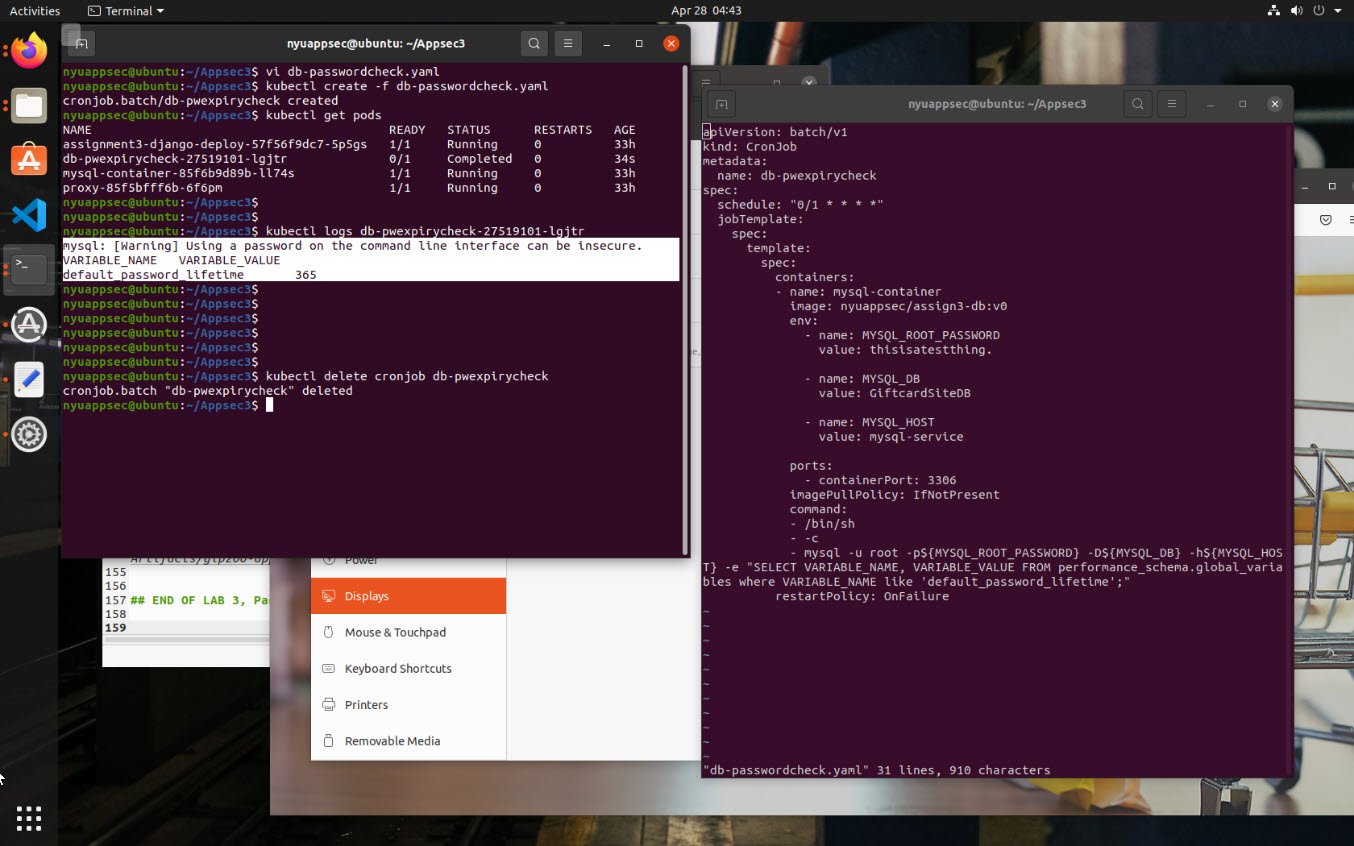 Activities
Terminal
Apr 28 04:43
nyuappsec@ubuntu: ~/Appsec3
nyuappsec@ubuntu:~/Appsec3$ vi db-passwordcheck.yaml
nyuappsec@ubuntu:~/Appsec3$ kubectl create -f db-passwordcheck.yaml
cronjob.batch/db-pwexpirycheck created
nyuappsec@ubuntu:~/Appsec3$ kubectl get pods
NAME READY STATUS RESTARTS AGE
assignment3-django-deploy-57f56f9dc7-5p5gs 1/1 Running 0 33h
db-pwexpirycheck-27519101-lgjtr 0/1 Completed 0 34s
mysql-container-85f6b9d89b-ll74s 1/1 Running 0 33h
proxy-85f5bfff6b-6f6pm 1/1 Running 0 33h
nyuappsec@ubuntu:~/Appsec3$
nyuappsec@ubuntu:~/Appsec3$
nyuappsec@ubuntu:~/Appsec3$ kubectl logs db-pwexpirycheck-27519101-lgjtr
mysql: [Warning] Using a password on the command line interface can be insecure.
VARIABLE_NAME VARIABLE_VALUE
default_password_lifetime 365
nyuappsec@ubuntu:~/Appsec3$
nyuappsec@ubuntu:~/Appsec3$
nyuappsec@ubuntu:~/Appsec3$
nyuappsec@ubuntu:~/Appsec3$
nyuappsec@ubuntu:~/Appsec3$
nyuappsec@ubuntu:~/Appsec3$
nyuappsec@ubuntu:~/Appsec3$ kubectl delete cronjob db-pwexpirycheck
cronjob.batch "db-pwexpirycheck" deleted
nyuappsec@ubuntu:~/Appsec3$
nyuappsec@ubuntu: ~/Appsec3
apiVersion: batch/v1
kind: CronJob
metadata:
name: db-pwexpirycheck
spec:
schedule: "0/1 * * * *"
jobTemplate:
spec:
template:
spec:
containers:
- name: mysql-container
image: nyuappsec/assign3-db:v0
env:
- name: MYSQL_ROOT_PASSWORD
value: thisisatestthing.
- name: MYSQL_DB
value: GiftcardSiteDB
- name: MYSQL_HOST
value: mysql-service
ports:
- containerPort: 3306
imagePullPolicy: IfNotPresent
command:
- /bin/sh
- -c
- mysql -u root -p${MYSQL_ROOT_PASSWORD} -D${MYSQL_DB} -h${MYSQL_HOS
T} -e "SELECT VARIABLE_NAME, VARIABLE_VALUE FROM performance_schema.global_varia
bles where VARIABLE_NAME like 'default_password_lifetime';"
restartPolicy: OnFailure
~
~
~
~
~
~
~
~
~
~
~
"db-passwordcheck.yaml" 31 lines, 910 characters
155
156
157 ## END OF LAB 3, Pa
158
159
Power
Displays
Mouse & Touchpad
Keyboard Shortcuts
Printers
Removable Media